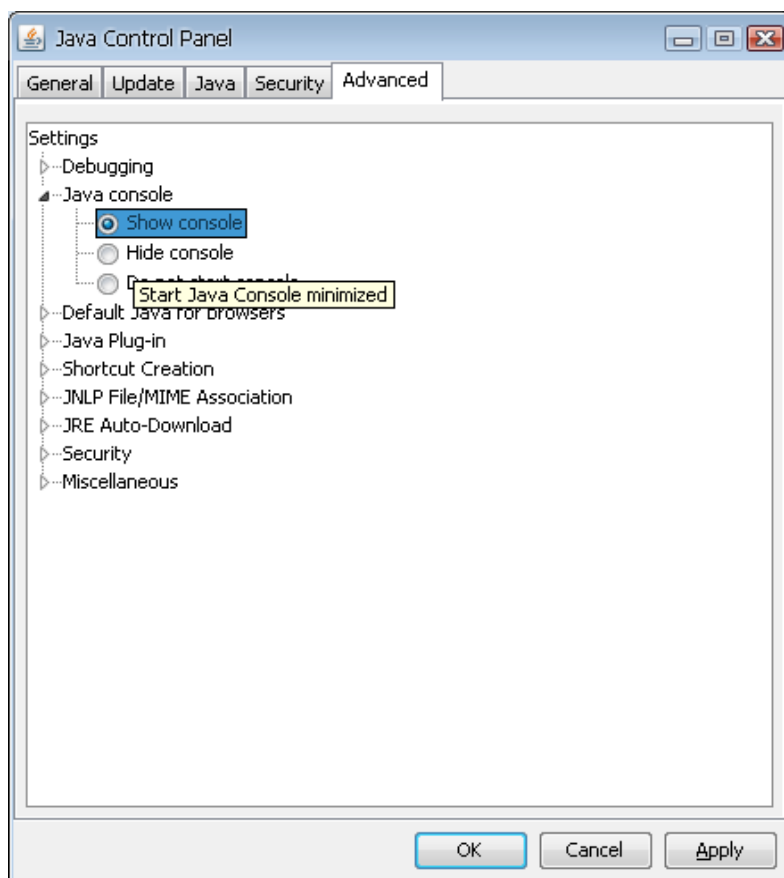 Java Control Panel
General Update Java Security Advanced
Settings
Debugging
Java console
Show console
Hide console
Start Java Console minimized
Default Java for browsers
Java Plug-in
Shortcut Creation
JNLP File/MIME Association
JRE Auto-Download
Security
Miscellaneous
OK Cancel Apply